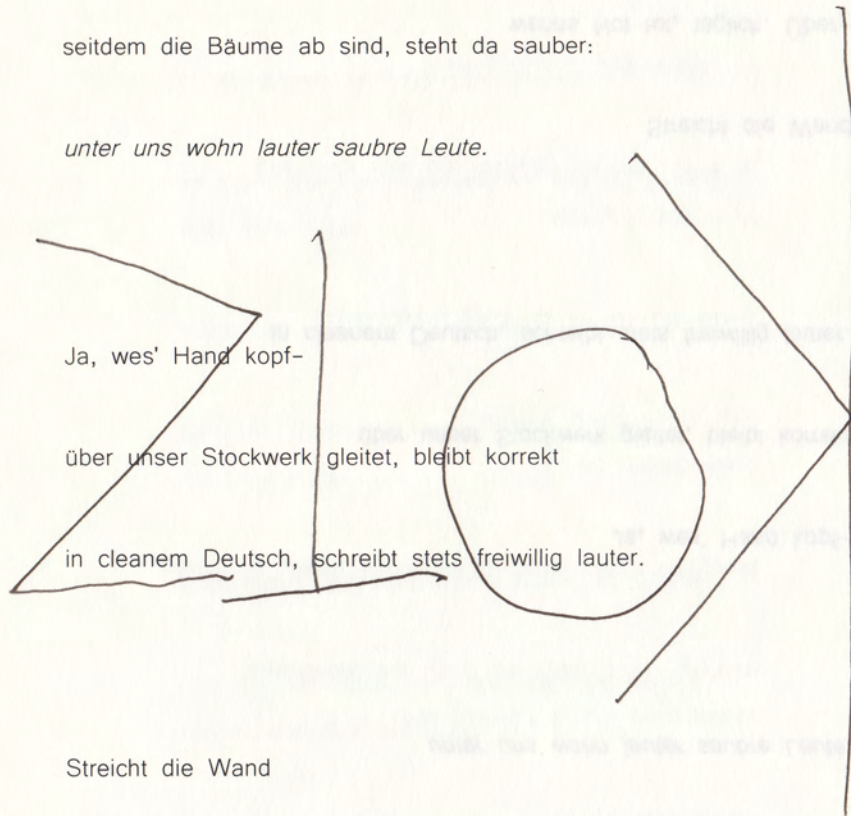 seitdem die Bäume ab sind, steht da sauber:
unter uns wohn lauter saubre Leute.
Ja, wes' Hand kopf-
über unser Stockwerk gleitet, bleibt korrekt
in cleanem Deutsch, schreibt stets freiwillig lauter.
Streicht die Wand